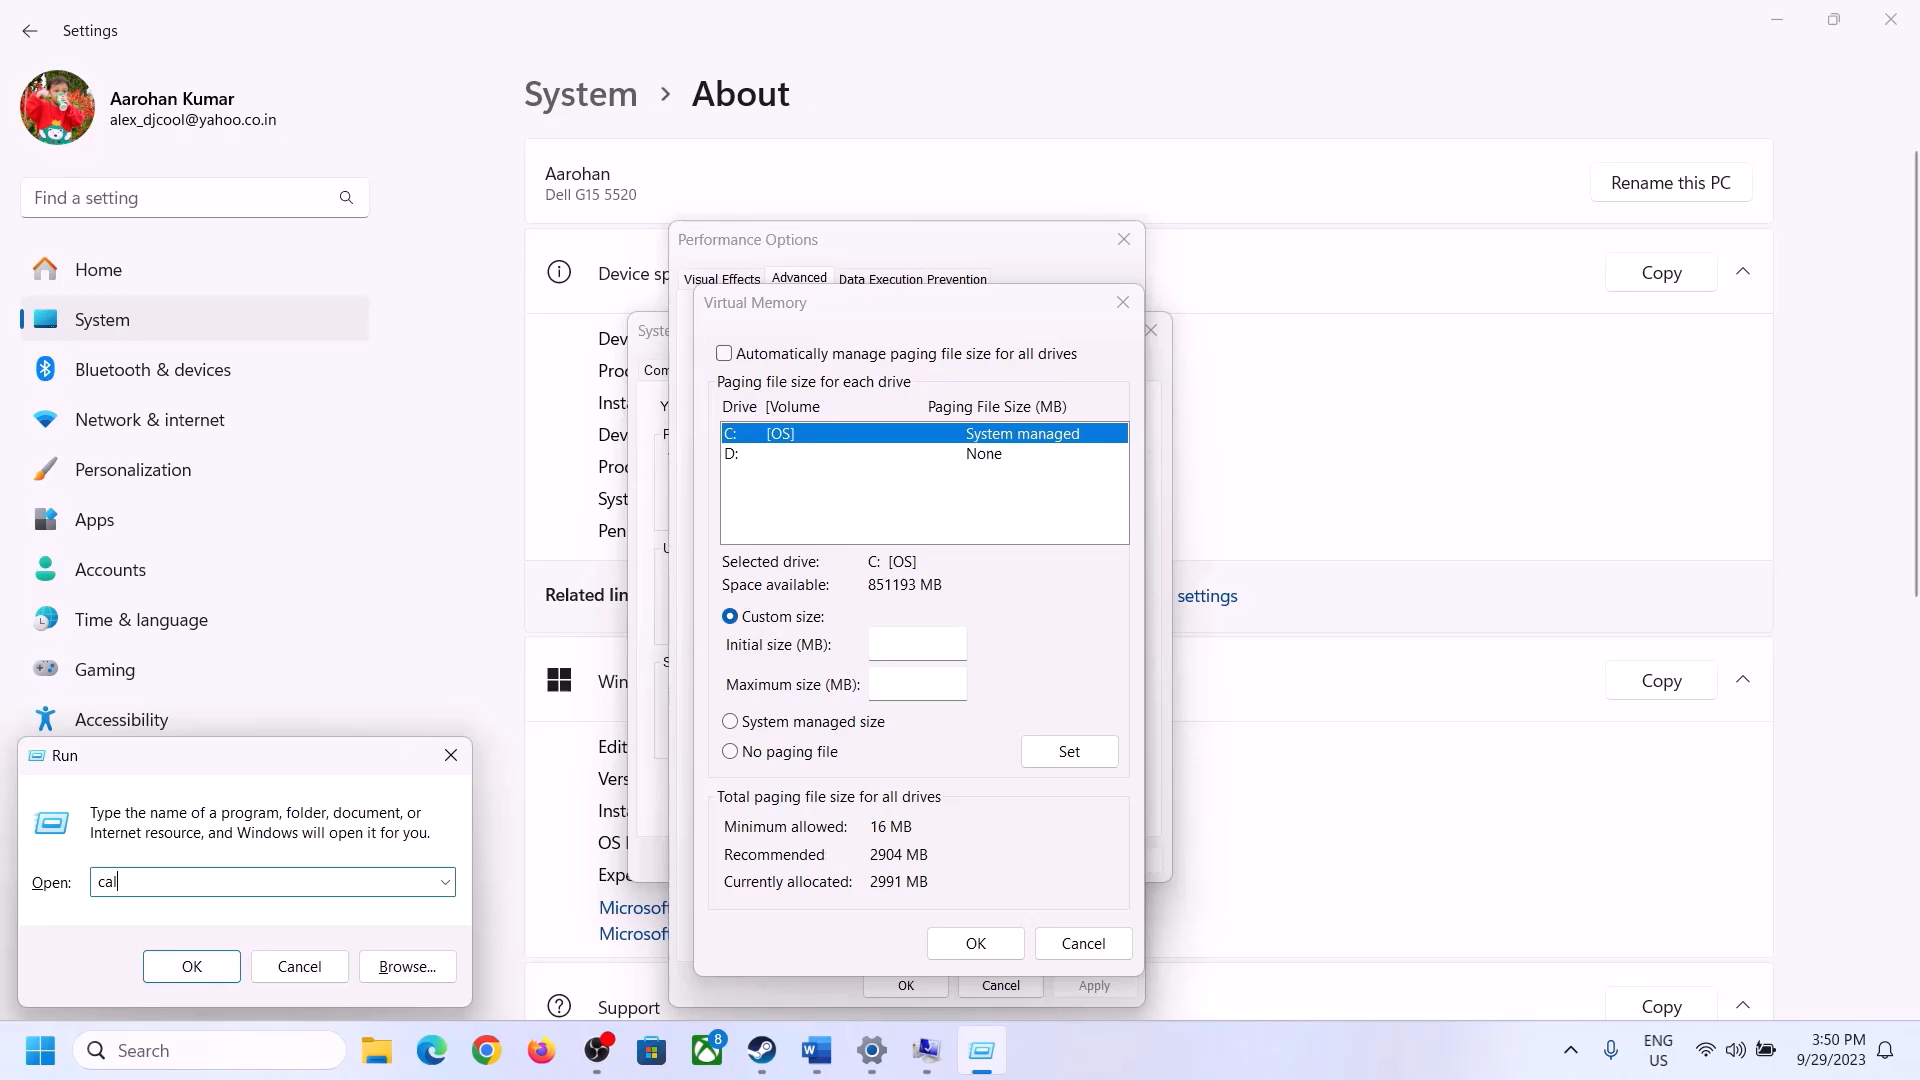 Settings
Aarohan Kumar
alex_djcool@yahoo.co.in
Find a setting
Home
System
Bluetooth & devices
Network & internet
Personalization
Apps
Accounts
Time & language
Gaming
Accessibility
System > About
Aarohan
Dell G15 5520
Rename this PC
Device sp
Copy
Dev
Proc
Inst
Dev
Proc
Syst
Pen
Related lin
settings
Win
Copy
Edit
Vers
Inst
OS
Expe
Microsof
Microsof
Support
Copy
Syste
Com
Performance Options
Visual Effects
Advanced
Data Execution Prevention
Virtual Memory
Automatically manage paging file size for all drives
Paging file size for each drive
Drive [Volume Paging File Size (MB)
C: [OS] System managed
D: None
Selected drive: C: [OS]
Space available: 851193 MB
Custom size:
Initial size (MB):
Maximum size (MB):
System managed size
No paging file
Set
Total paging file size for all drives
Minimum allowed: 16 MB
Recommended 2904 MB
Currently allocated: 2991 MB
OK Cancel
OK Cancel Apply
Run
Type the name of a program, folder, document, or
Internet resource, and Windows will open it for you.
Open: cal
OK Cancel Browse...
Search
8
ENG
US
3:50 PM
9/29/2023